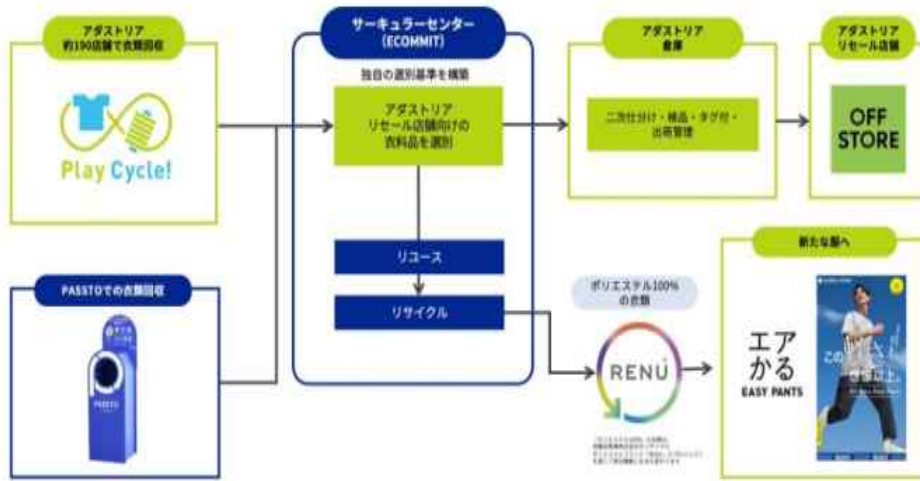 アダストリア
約190店舗で衣類回収
Play Cycle!
PASSTOでの衣類回収
PASSTO
サーキュラーセンター
(ECOMMIT)
独自の選別基準を構築
アダストリア
リセール店舗向けの
衣料品を選別
リユース
リサイクル
アダストリア
倉庫
二次仕分け・検品・タグ付・
出荷管理
アダストリア
リセール店舗
OFF
STORE
ポリエステル100%
の衣類
RENU
新たな服へ
エア
かる
EASY PANTS
この